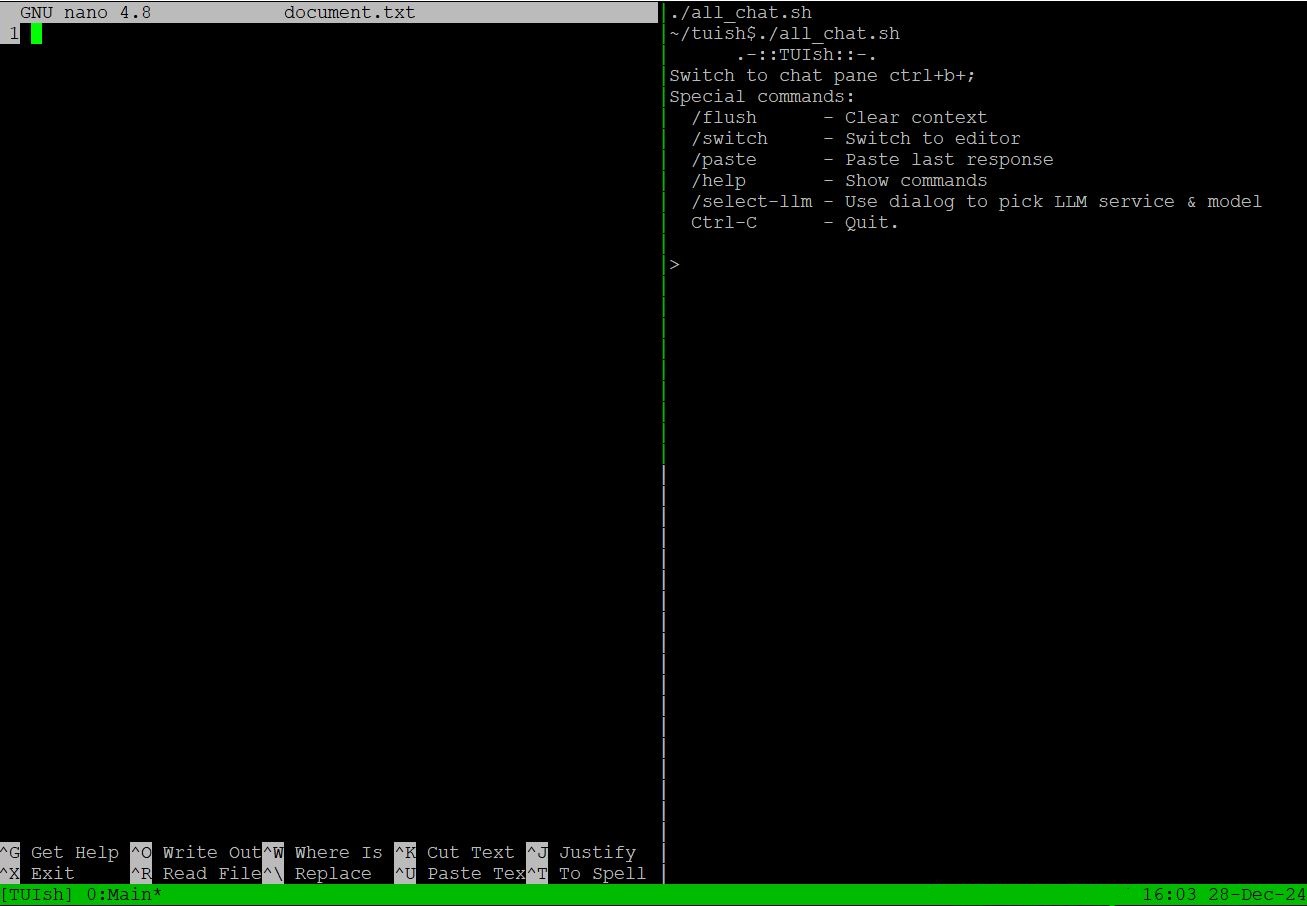 GNU nano 4.8 document.txt
1
^G Get Help ^O Write Out^W Where Is ^K Cut Text ^J Justify
^X Exit ^R Read File^\ Replace ^U Paste Tex^T To Spell
./all_chat.sh
~/tuish$./all_chat.sh
.-::TUIsh::-.
Switch to chat pane ctrl+b+;
Special commands:
/flush - Clear context
/switch - Switch to editor
/paste - Paste last response
/help - Show commands
/select-llm - Use dialog to pick LLM service & model
Ctrl-C - Quit.
>
[TUIsh] 0:Main* 16:03 28-Dec-24